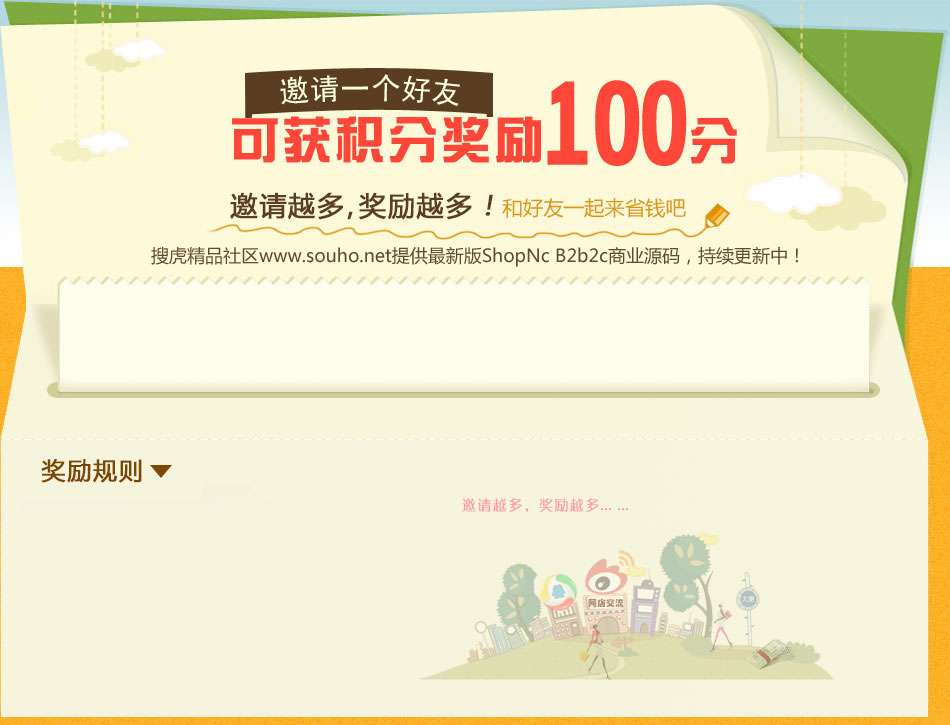 邀请一个好友
可获积分奖励100分
邀请越多,奖励越多！和好友一起来省钱吧
搜虎精品社区www.souho.net提供最新版ShopNc B2b2c商业源码，持续更新中！
奖励规则
邀请越多，奖励越多... ...
网店交流